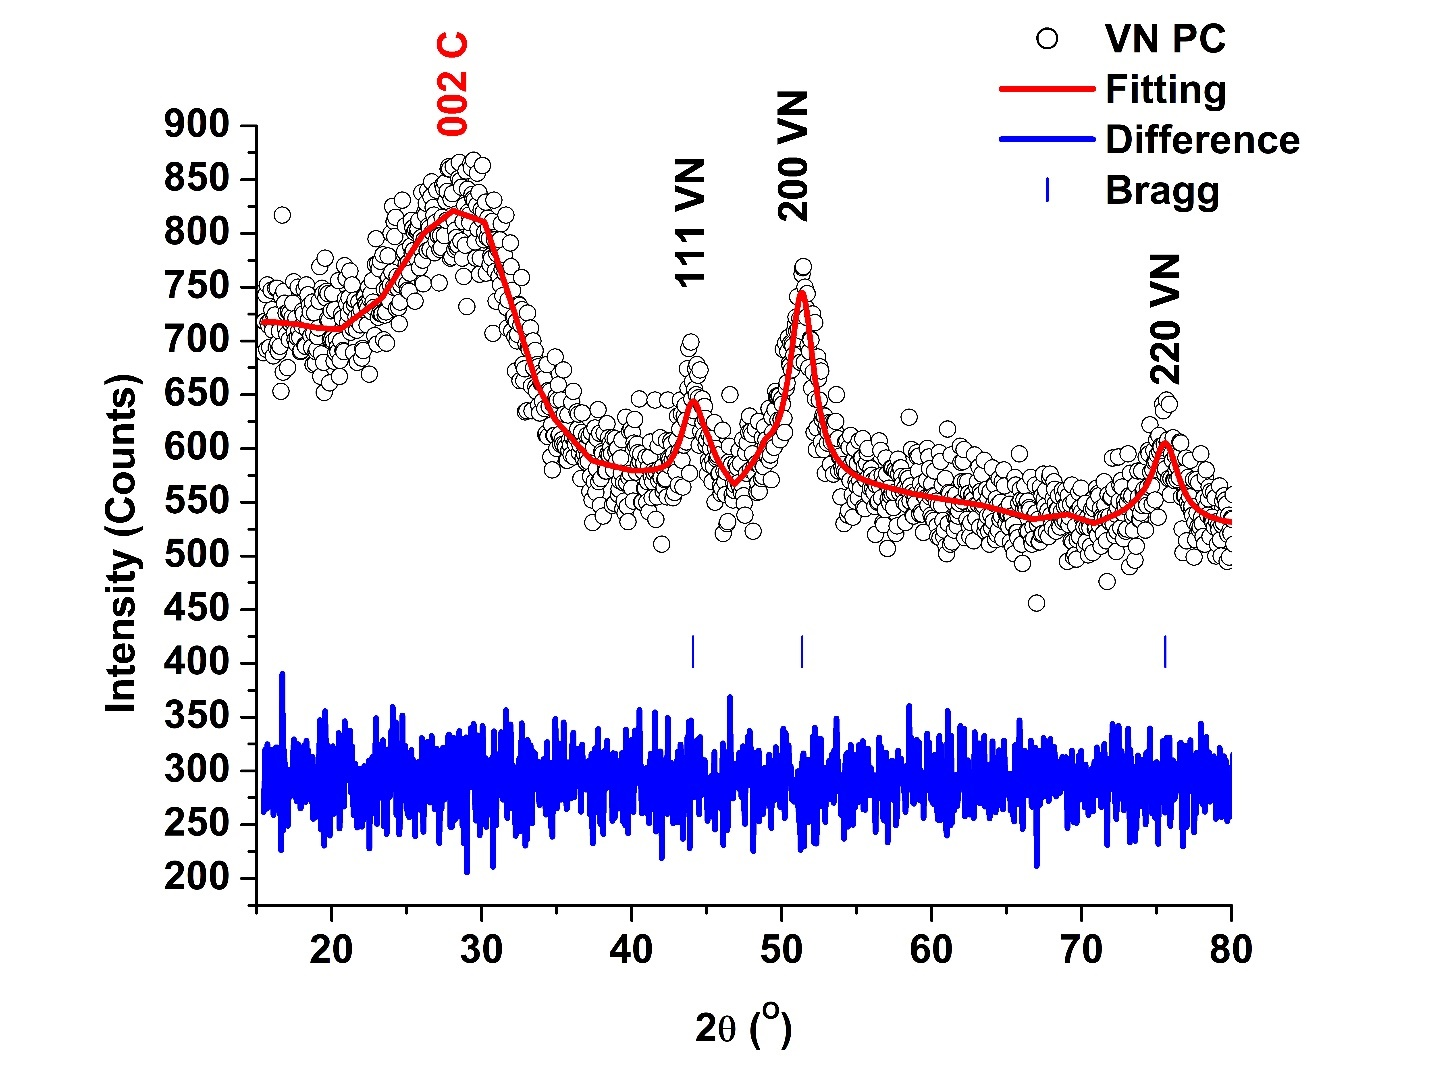 VN PC
Fitting
Difference
Bragg
002 C
111 VN
200 VN
220 VN
900
850
800
750
700
650
600
550
500
450
400
350
300
250
200
Intensity (Counts)
20 30 40 50 60 70 80
2θ (º)